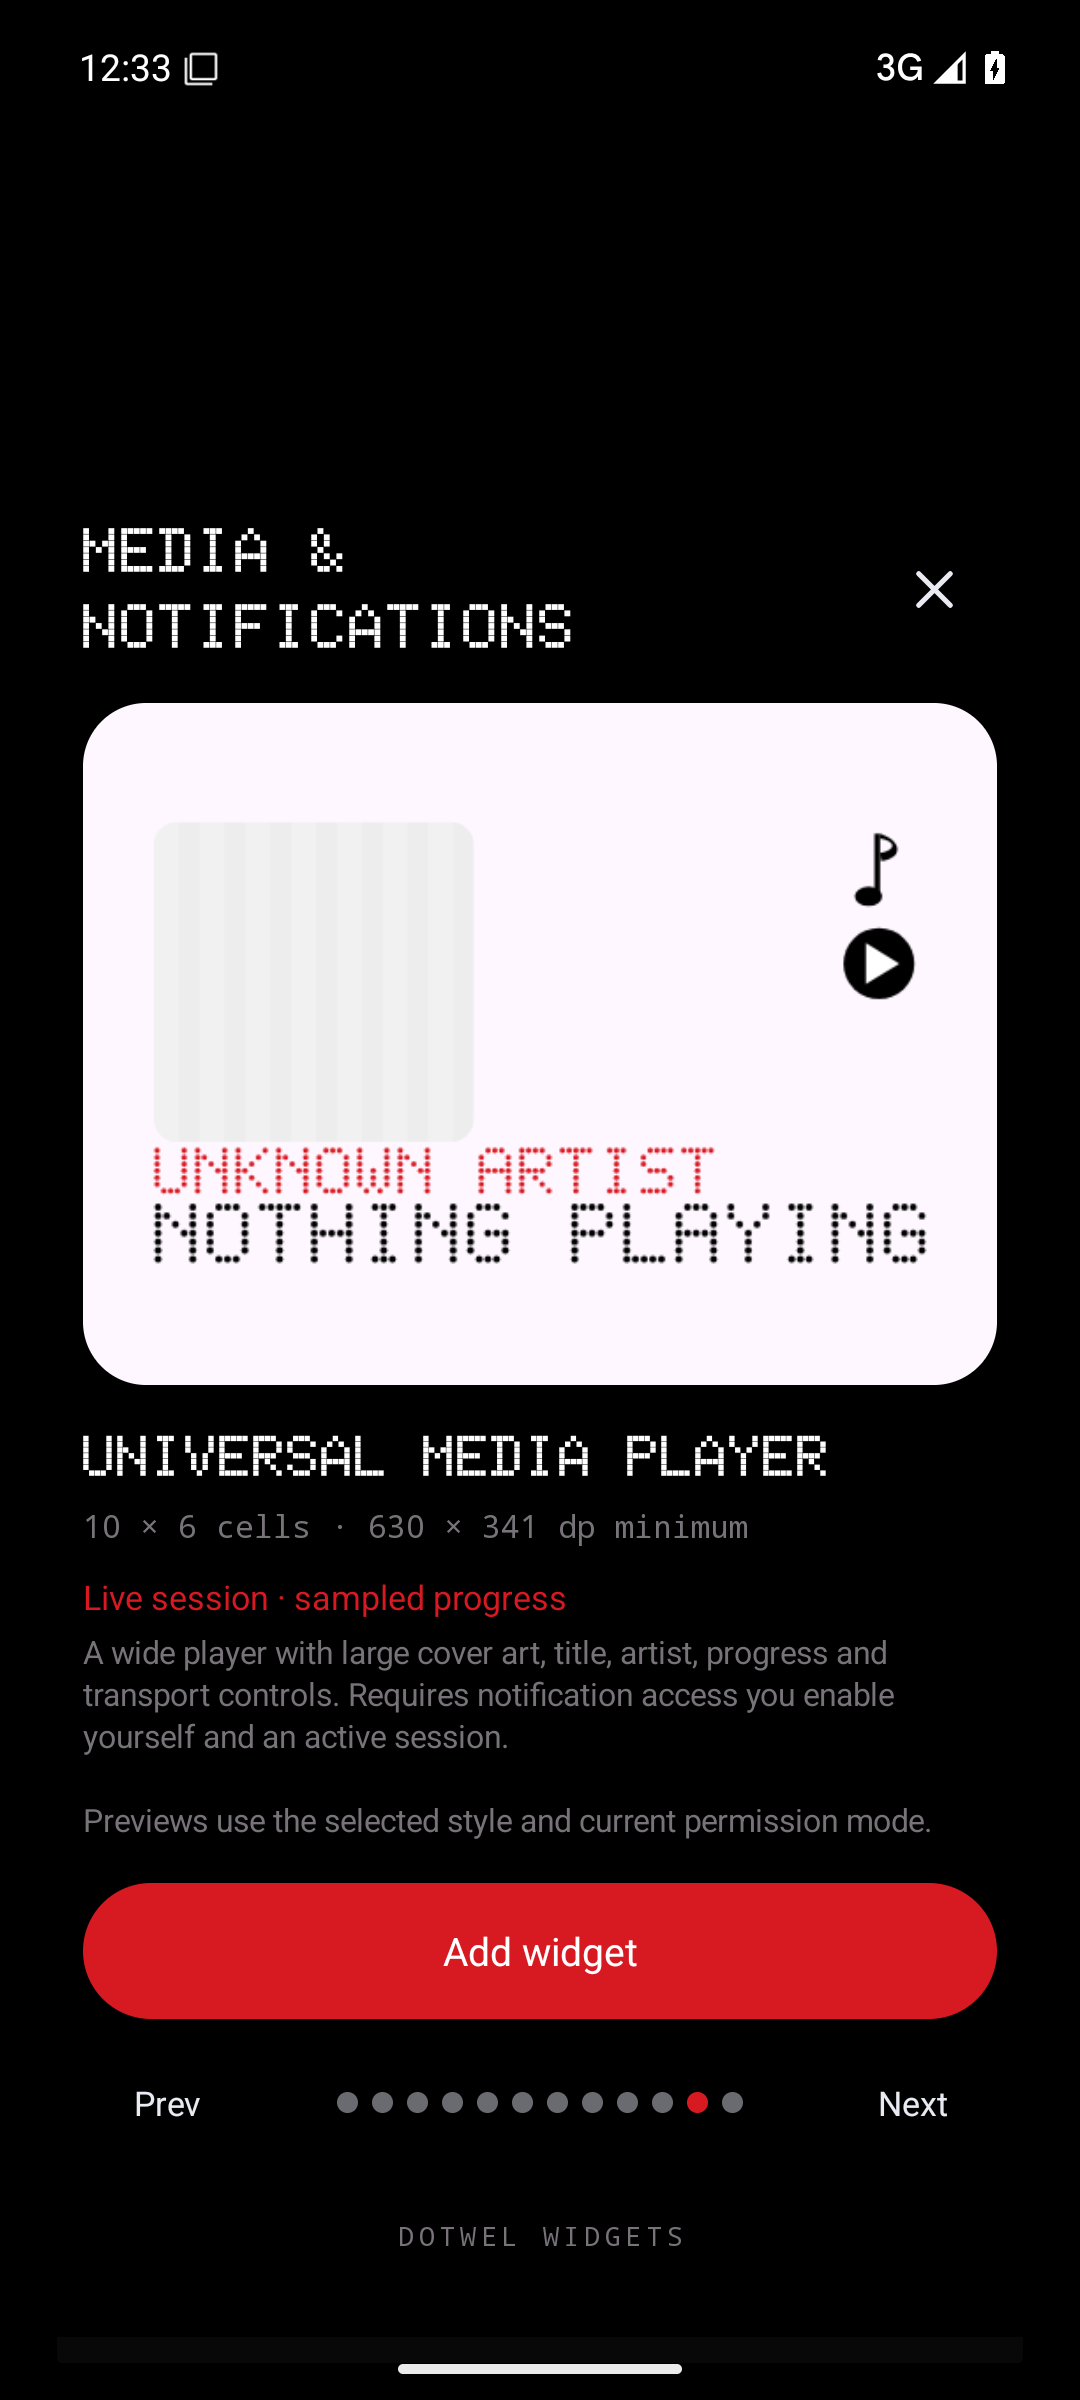 12:33
3G
MEDIA &
NOTIFICATIONS
UNKNOWN ARTIST
NOTHING PLAYING
UNIVERSAL MEDIA PLAYER
10 × 6 cells · 630 × 341 dp minimum
Live session · sampled progress
A wide player with large cover art, title, artist, progress and
transport controls. Requires notification access you enable
yourself and an active session.
Previews use the selected style and current permission mode.
Add widget
Prev
Next
DOTWEL WIDGETS